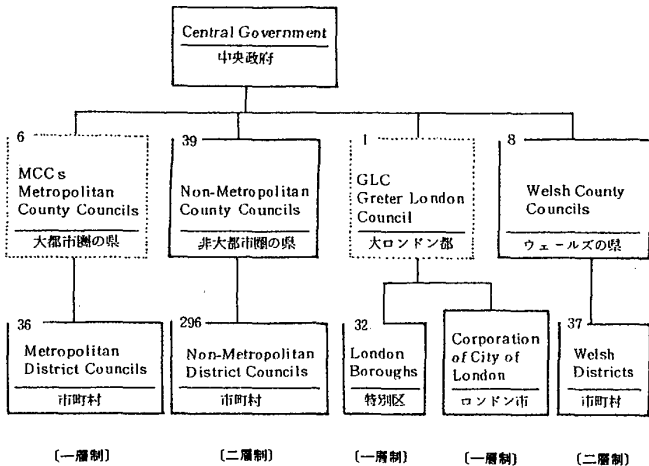 Central Government
中央政府
6
MCCs
Metropolitan
County Councils
大都市圏の県
39
Non-Metropolitan
County Councils
非大都市圏の県
1
GLC
Greter London
Council
大ロンドン都
8
Welsh County
Councils
ウェールズの県
36
Metropolitan
District Councils
市町村
296
Non-Metropolitan
District Councils
市町村
32
London
Boroughs
特別区
Corporation
of City of
London
ロンドン市
37
Welsh
Districts
市町村
〔一層制〕
〔二層制〕
〔一層制〕
〔一層制〕
〔二層制〕